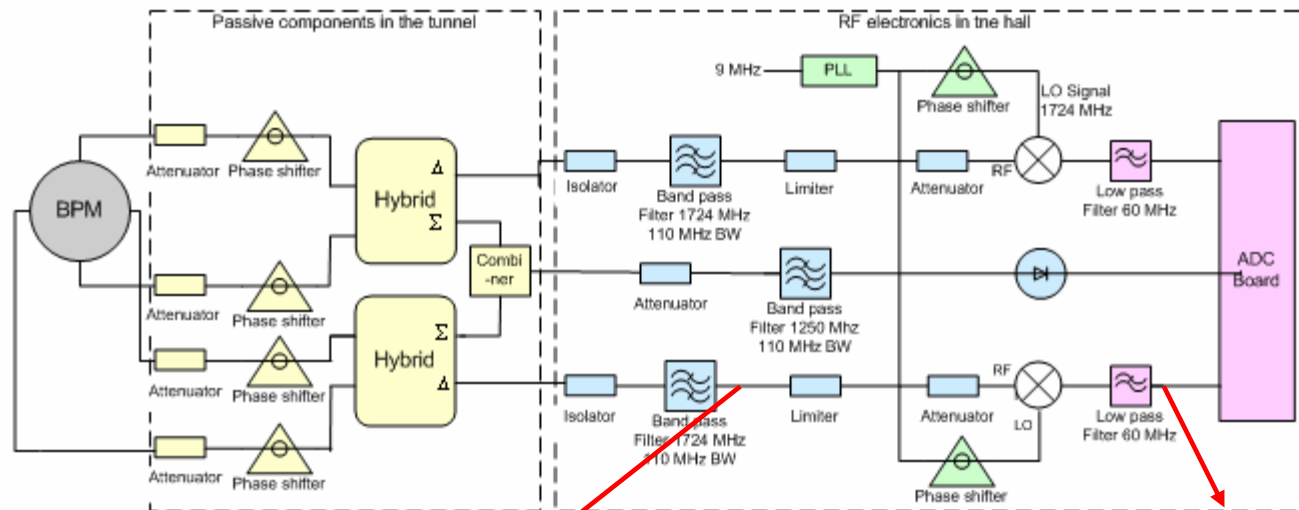 Passive components in the tunnel
RF electronics in tne hall
9 MHz
PLL
Phase shifter
LO Signal
1724 MHz
Attenuator
Phase shifter
Hybrid
Δ
Σ
Isolator
Band pass
Filter 1724 MHz
110 MHz BW
Limiter
Attenuator
RF
Low pass
Filter 60 MHz
BPM
Combi
-ner
Attenuator
Band pass
Filter 1250 Mhz
110 MHz BW
ADC
Board
Attenuator
Phase shifter
Attenuator
Phase shifter
Hybrid
Σ
Δ
Isolator
Band pass
Filter 1724 MHz
110 MHz BW
Limiter
Attenuator
RF
LO
Low pass
Filter 60 MHz
Attenuator
Phase shifter
Phase shifter